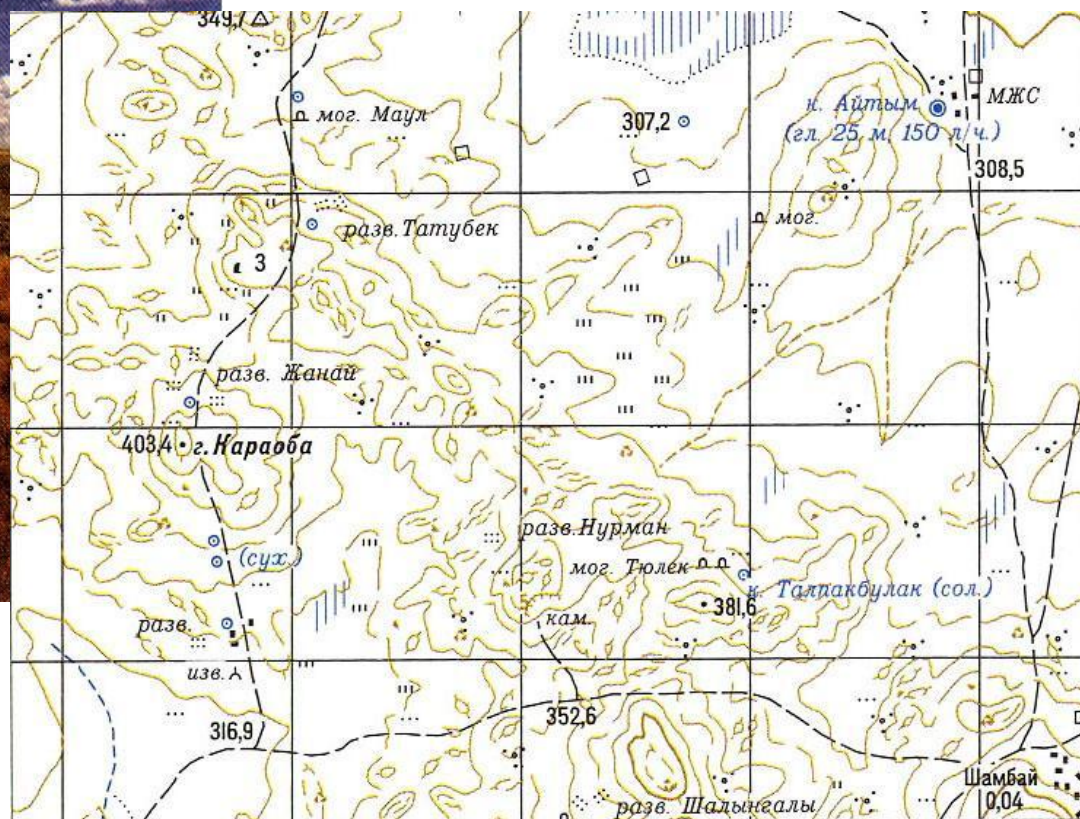 349,7
мог. Маул
307,2
к. Айтым
(гл. 25 м, 150 л/ч.)
МЖС
308,5
разв. Татубек
мог.
3
разв. Жанай
403,4
г. Караоба
разв. Нурман
(сух.)
мог. Тюлек
к. Талпакбулак (сол.)
381,6
кам.
разв.
изв.
316,9
352,6
Шамбай
0,04
разв. Шалынгалы